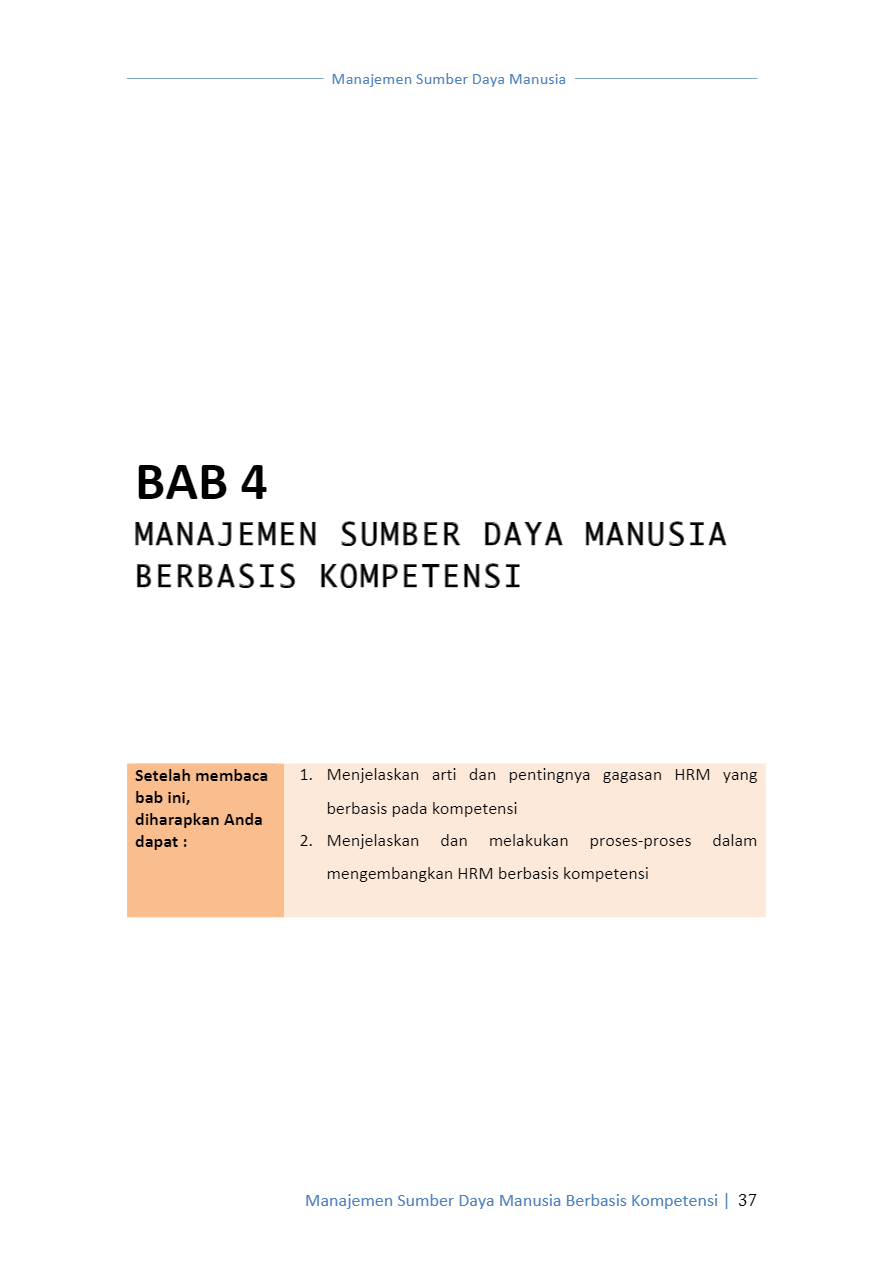 Manajemen Sumber Daya Manusia
BAB 4
MANAJEMEN SUMBER DAYA MANUSIA
BERBASIS KOMPETENSI
Setelah membaca
bab ini,
diharapkan Anda
dapat :
1. Menjelaskan arti dan pentingnya gagasan HRM yang
berbasis pada kompetensi
2. Menjelaskan dan melakukan proses-proses dalam
mengembangkan HRM berbasis kompetensi
Manajemen Sumber Daya Manusia Berbasis Kompetensi | 37